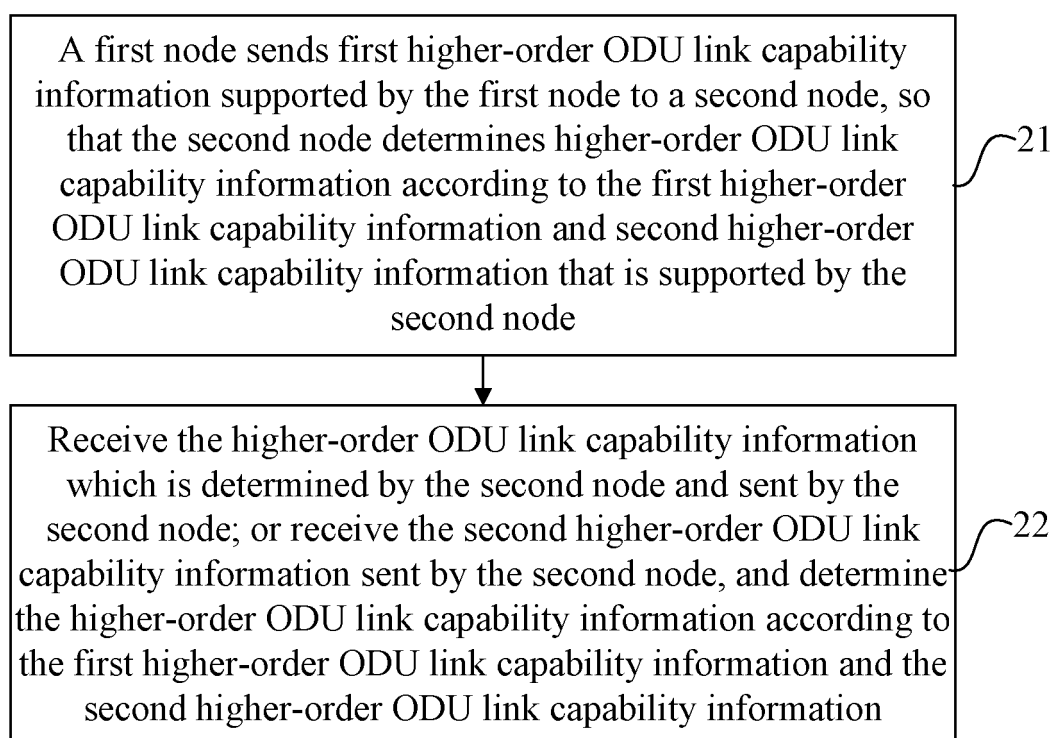 A first node sends first higher-order ODU link capability
information supported by the first node to a second node, so
that the second node determines higher-order ODU link
capability information according to the first higher-order
ODU link capability information and second higher-order
ODU link capability information that is supported by the
second node
21
Receive the higher-order ODU link capability information
which is determined by the second node and sent by the
second node; or receive the second higher-order ODU link
capability information sent by the second node, and determine
the higher-order ODU link capability information according to
the first higher-order ODU link capability information and the
second higher-order ODU link capability information
22